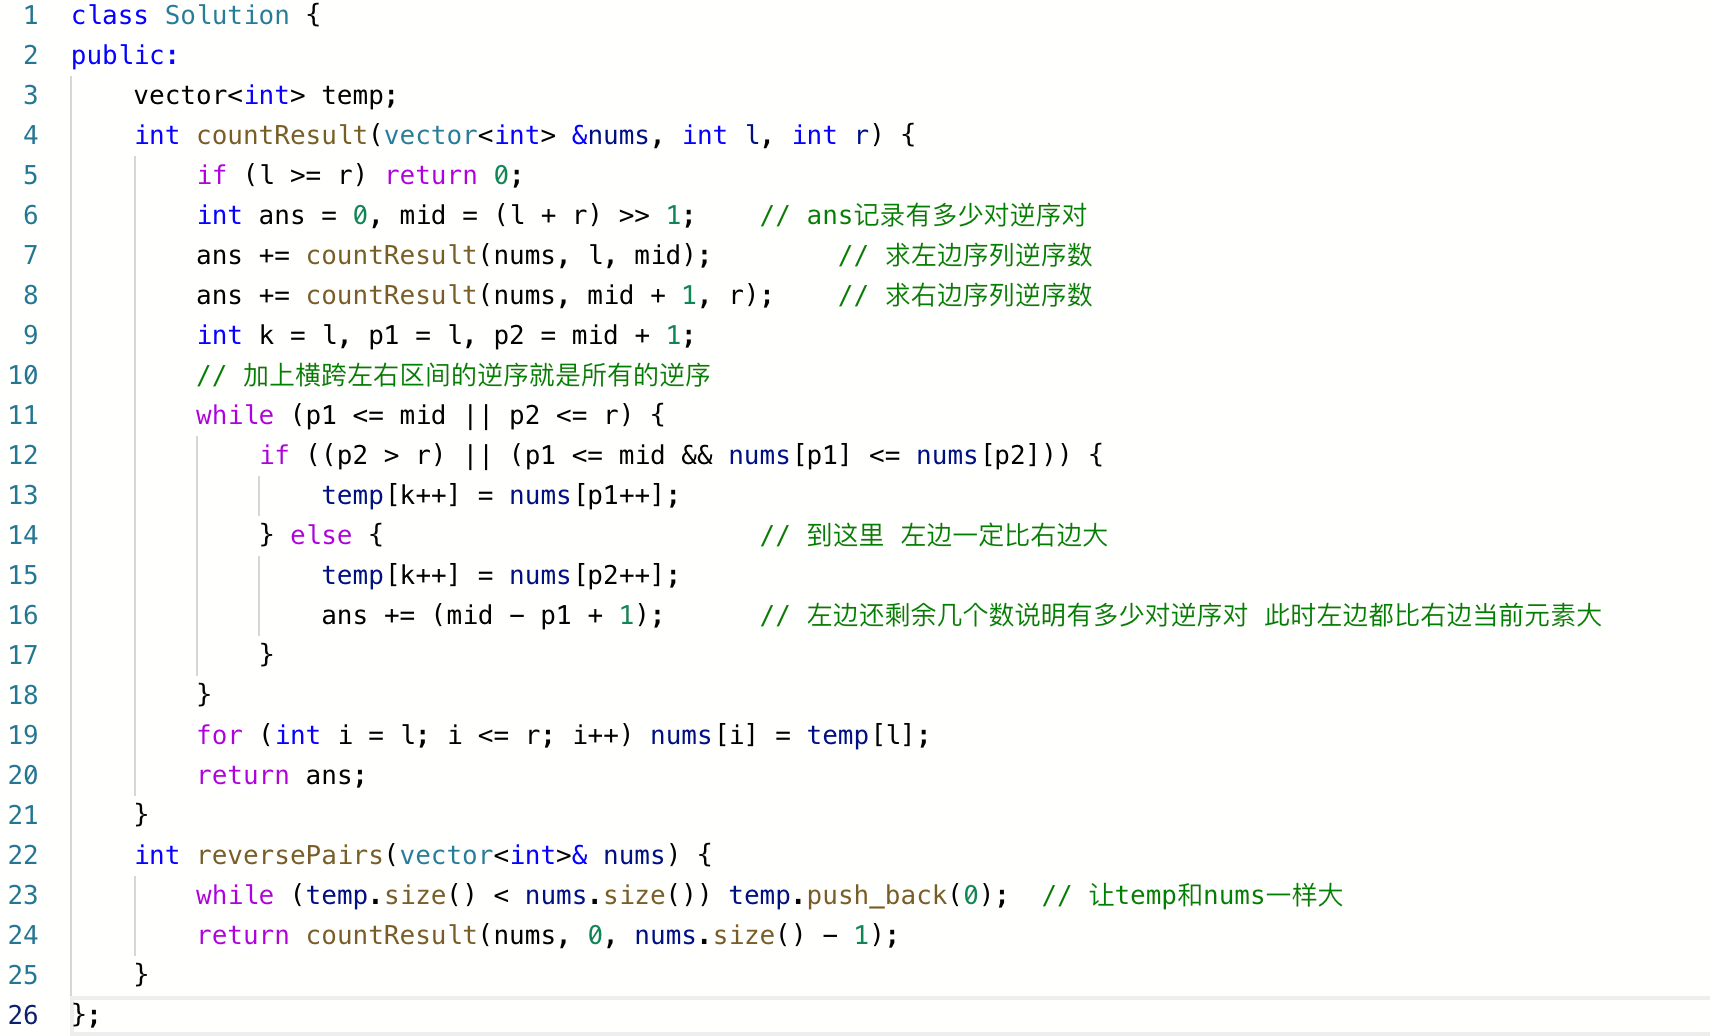 1 class Solution {
2 public:
3     vector<int> temp;
4     int countResult(vector<int> &nums, int l, int r) {
5         if (l >= r) return 0;
6         int ans = 0, mid = (l + r) >> 1;    // ans记录有多少对逆序对
7         ans += countResult(nums, l, mid);        // 求左边序列逆序数
8         ans += countResult(nums, mid + 1, r);    // 求右边序列逆序数
9         int k = l, p1 = l, p2 = mid + 1;
10         // 加上横跨左右区间的逆序就是所有的逆序
11         while (p1 <= mid || p2 <= r) {
12             if ((p2 > r) || (p1 <= mid && nums[p1] <= nums[p2])) {
13                 temp[k++] = nums[p1++];
14             } else {                        // 到这里 左边一定比右边大
15                 temp[k++] = nums[p2++];
16                 ans += (mid - p1 + 1);      // 左边还剩余几个数说明有多少对逆序对 此时左边都比右边当前元素大
17             }
18         }
19         for (int i = l; i <= r; i++) nums[i] = temp[l];
20         return ans;
21     }
22     int reversePairs(vector<int>& nums) {
23         while (temp.size() < nums.size()) temp.push_back(0);  // 让temp和nums一样大
24         return countResult(nums, 0, nums.size() - 1);
25     }
26 };